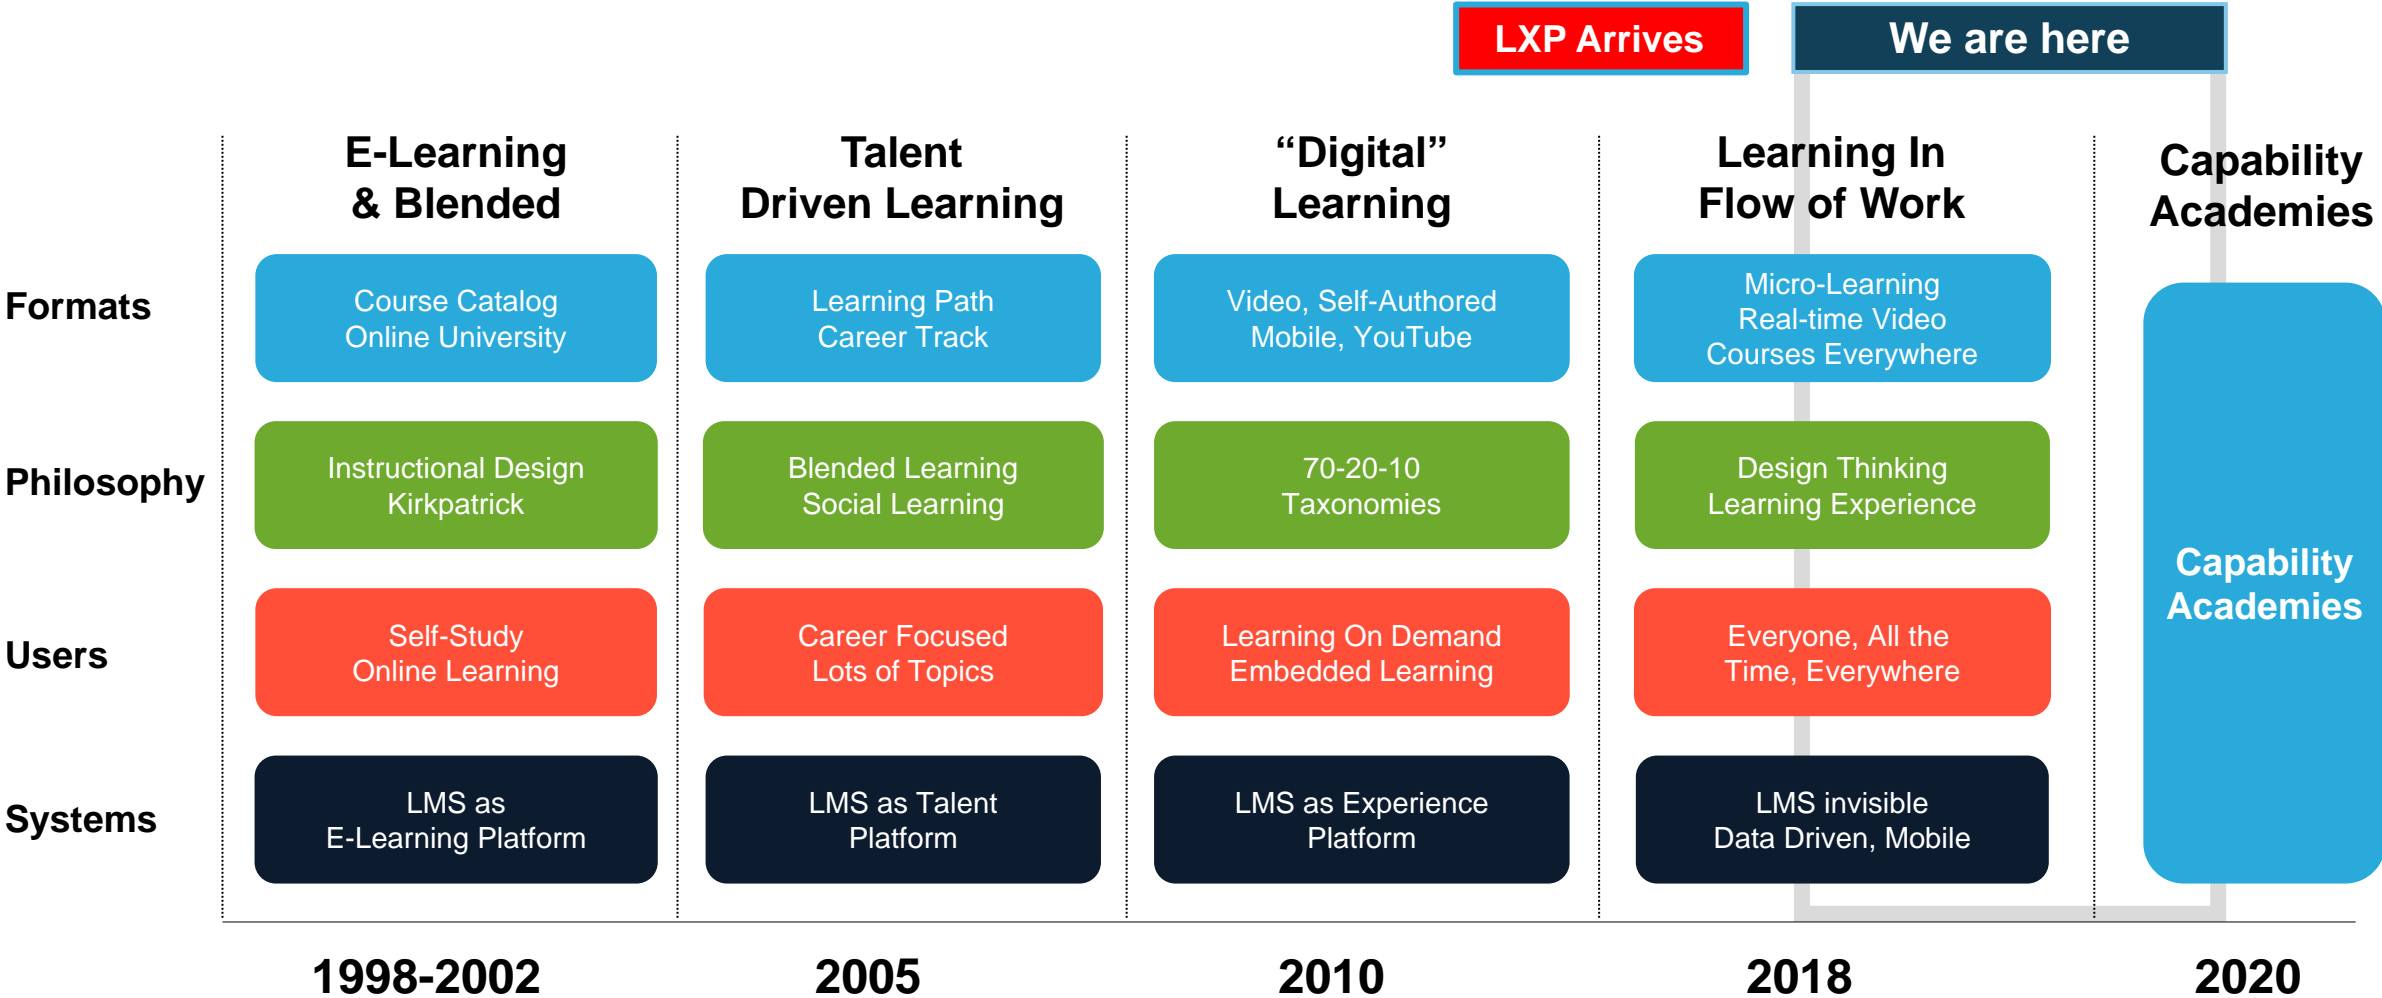 LXP Arrives
We are here
E-Learning
& Blended
Talent
Driven Learning
“Digital”
Learning
Learning In
Flow of Work
Capability
Academies
Formats
Course Catalog
Online University
Learning Path
Career Track
Video, Self-Authored
Mobile, YouTube
Micro-Learning
Real-time Video
Courses Everywhere
Philosophy
Instructional Design
Kirkpatrick
Blended Learning
Social Learning
70-20-10
Taxonomies
Design Thinking
Learning Experience
Capability
Academies
Users
Self-Study
Online Learning
Career Focused
Lots of Topics
Learning On Demand
Embedded Learning
Everyone, All the
Time, Everywhere
Systems
LMS as
E-Learning Platform
LMS as Talent
Platform
LMS as Experience
Platform
LMS invisible
Data Driven, Mobile
1998-2002
2005
2010
2018
2020